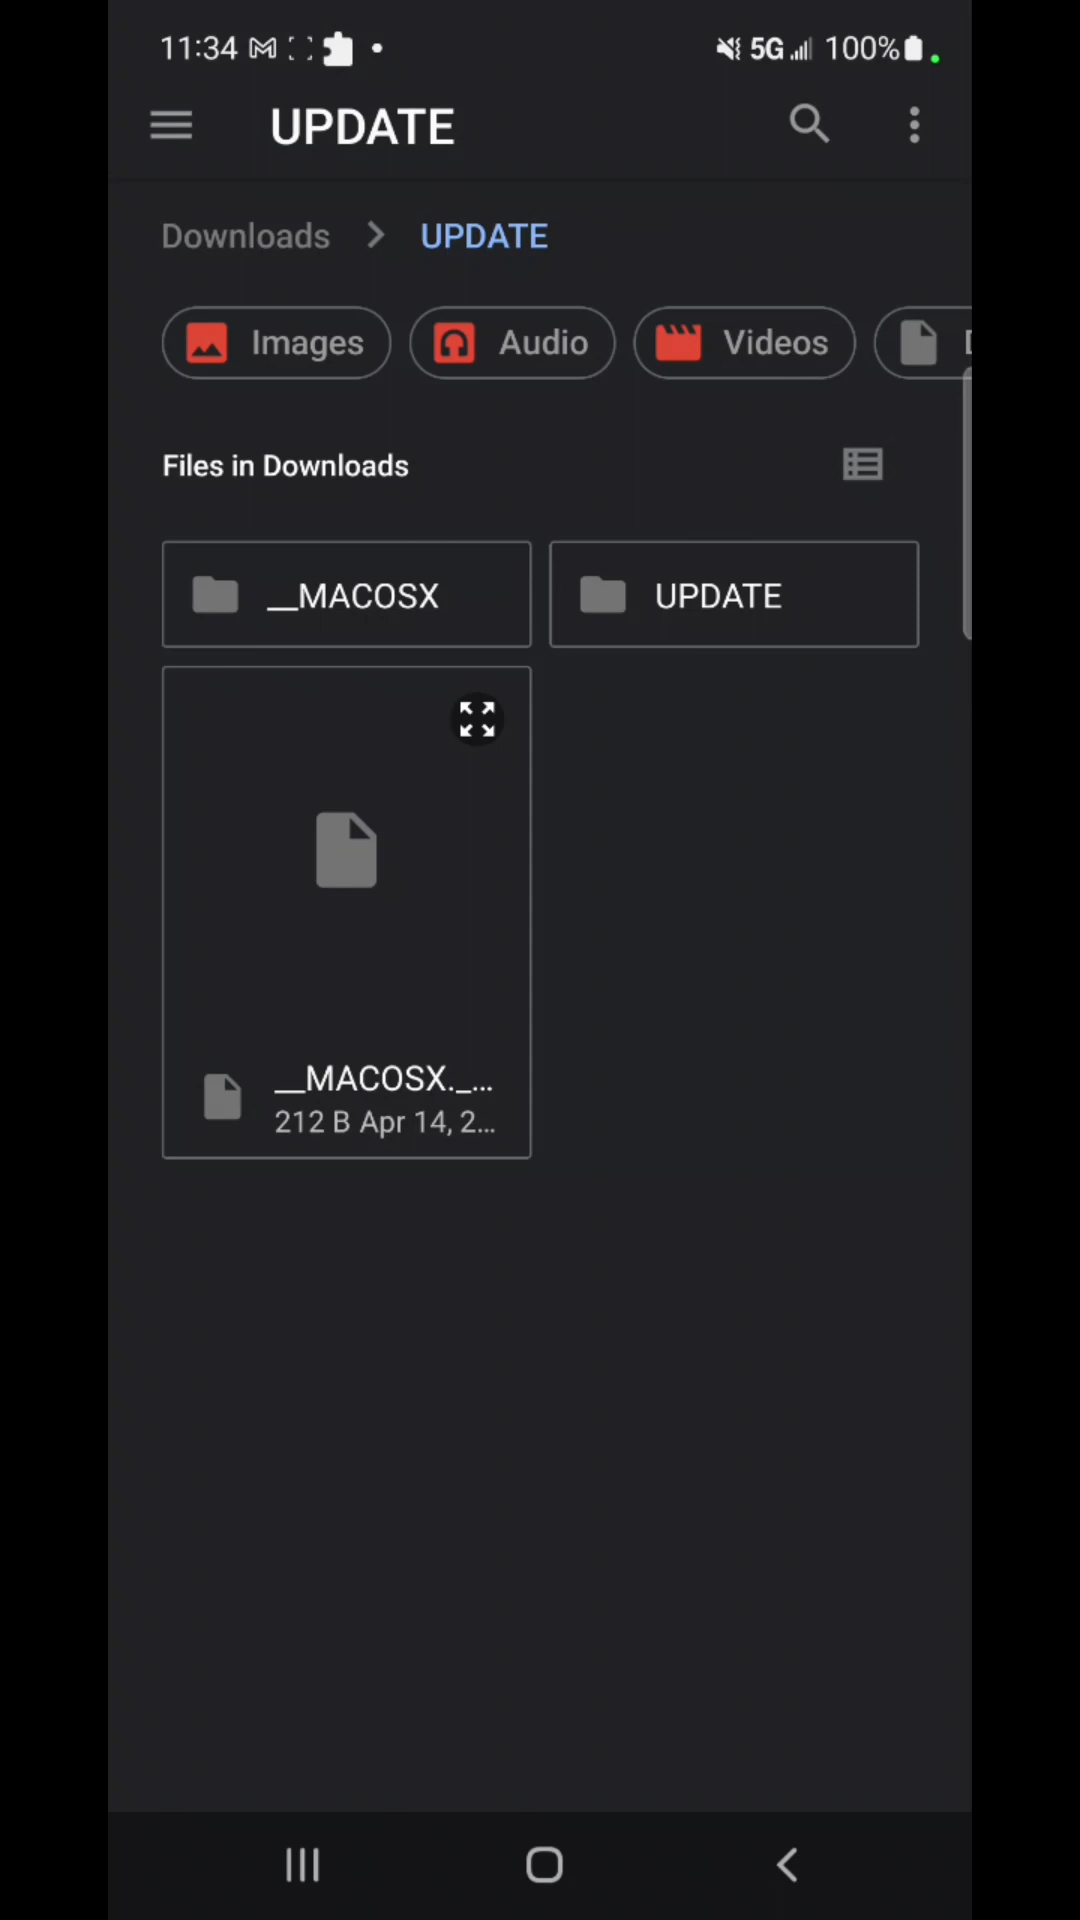 11:34
5G 100%
UPDATE
Downloads > UPDATE
Images Audio Videos D
Files in Downloads
__MACOSX UPDATE
__MACOSX._...
212 B Apr 14, 2...